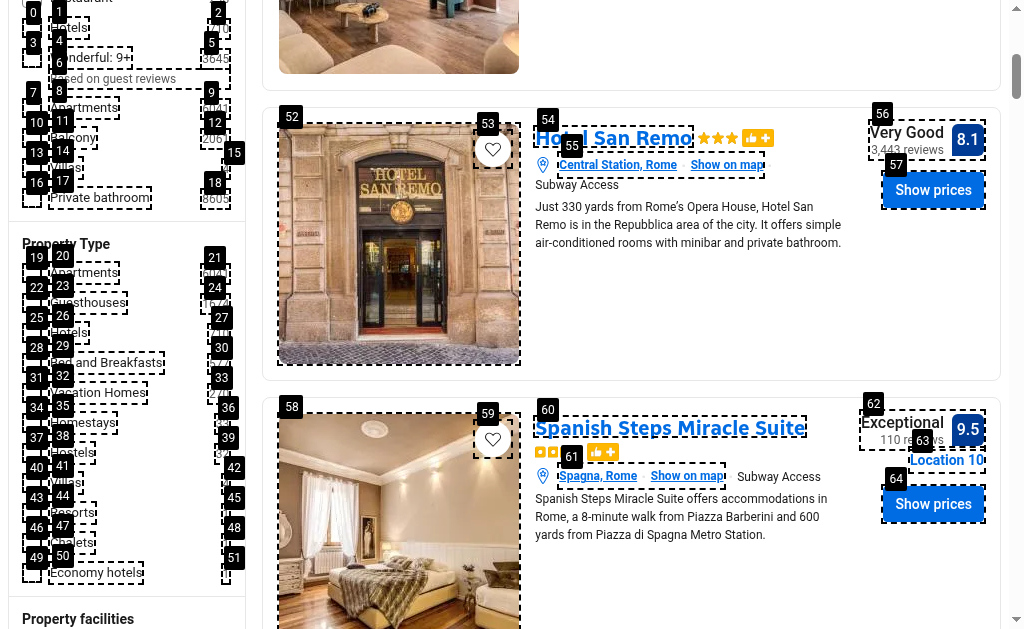 Hotels
710
Wonderful: 9+
3645
Based on guest reviews
Apartments
6041
Balcony
Villas
Private bathroom
8605
Property Type
Apartments
Guesthouses
1674
Hotels
Bed and Breakfasts
Vacation Homes
Homestays
Hostels
Villas
Resorts
Chalets
Economy hotels
1
Property facilities
HOTEL
SAN REMO
Hotel San Remo
Central Station, Rome
Show on map
Subway Access
Just 330 yards from Rome's Opera House, Hotel San
Remo is in the Repubblica area of the city. It offers simple
air-conditioned rooms with minibar and private bathroom.
Very Good
3,443 reviews
8.1
Show prices
Spanish Steps Miracle Suite
Spagna, Rome
Show on map
Subway Access
Spanish Steps Miracle Suite offers accommodations in
Rome, a 8-minute walk from Piazza Barberini and 600
yards from Piazza di Spagna Metro Station.
Exceptional
110 reviews
9.5
Location 10
Show prices
0
1
2
3
4
5
6
7
8
9
10
11
12
13
14
15
16
17
18
19
20
21
22
23
24
25
26
27
28
29
30
31
32
33
34
35
36
37
38
39
40
41
42
43
44
45
46
47
48
49
50
51
52
53
54
55
56
57
58
59
60
61
62
63
64